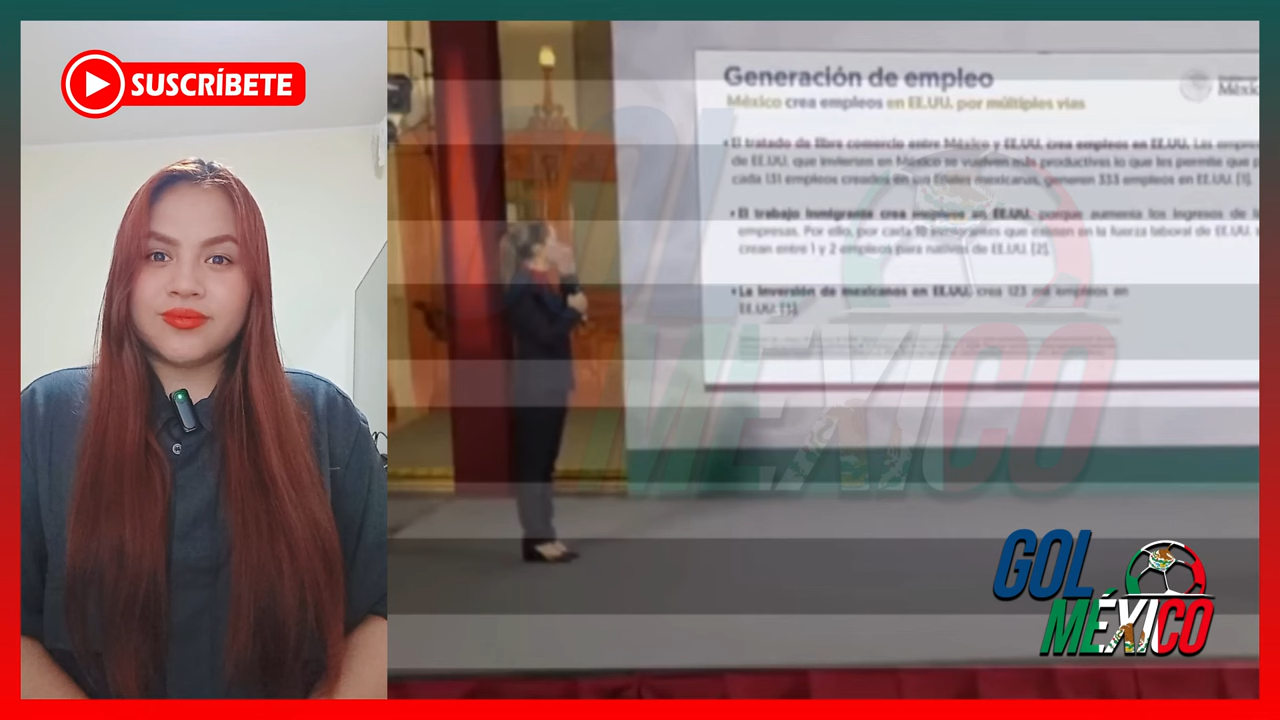 SUSCRÍBETE
Generación de empleo
México crea empleos en EE.UU. por múltiples vías
México
• El tratado de libre comercio entre México y EE.UU. crea empleos en EE.UU. Las
de EE.UU. que invierten en México se vuelven más productivas lo que les permite que
cada 131 empleos creados en sus filiales mexicanas, generen 333 empleos en EE.UU. [1].
• El trabajo inmigrante crea empleos en EE.UU. porque aumenta los ingresos de
empresas. Por ello, por cada 10 inmigrantes que existen en la fuerza laboral de EE.UU.
crean entre 1 y 2 empleos para nativos de EE.UU. [2].
• La inversión de mexicanos en EE.UU. crea 123 mil empleos en
EE.UU. [1].
GOL
MÉXICO
GOL
MÉXICO